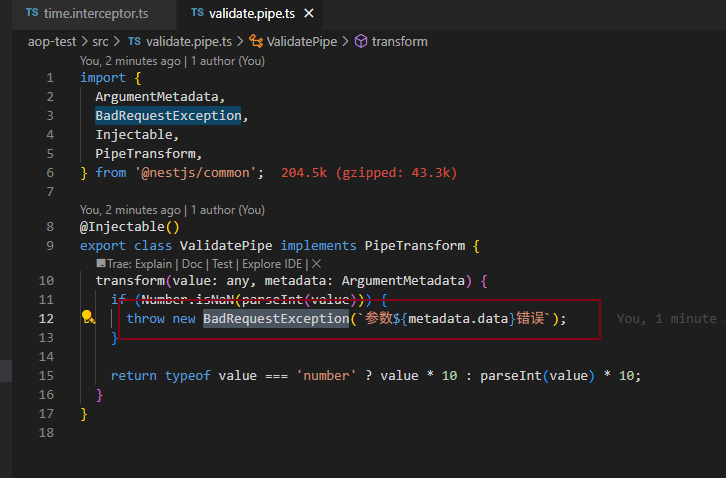 TS time.interceptor.ts TS validate.pipe.ts ×
aop-test > src > TS validate.pipe.ts > ValidatePipe > transform
You, 2 minutes ago | 1 author (You)
1 import {
2 ArgumentMetadata,
3 BadRequestException,
4 Injectable,
5 PipeTransform,
6 } from '@nestjs/common'; 204.5k (gzipped: 43.3k)
7
You, 2 minutes ago | 1 author (You)
8 @Injectable()
9 export class ValidatePipe implements PipeTransform {
Trae: Explain | Doc | Test | Explore IDE | ×
10 transform(value: any, metadata: ArgumentMetadata) {
11 if (Number.isNaN(parseInt(value))) {
12 throw new BadRequestException(`参数${metadata.data}错误`); You, 1 minute
13 }
14
15 return typeof value === 'number' ? value * 10 : parseInt(value) * 10;
16 }
17 }
18